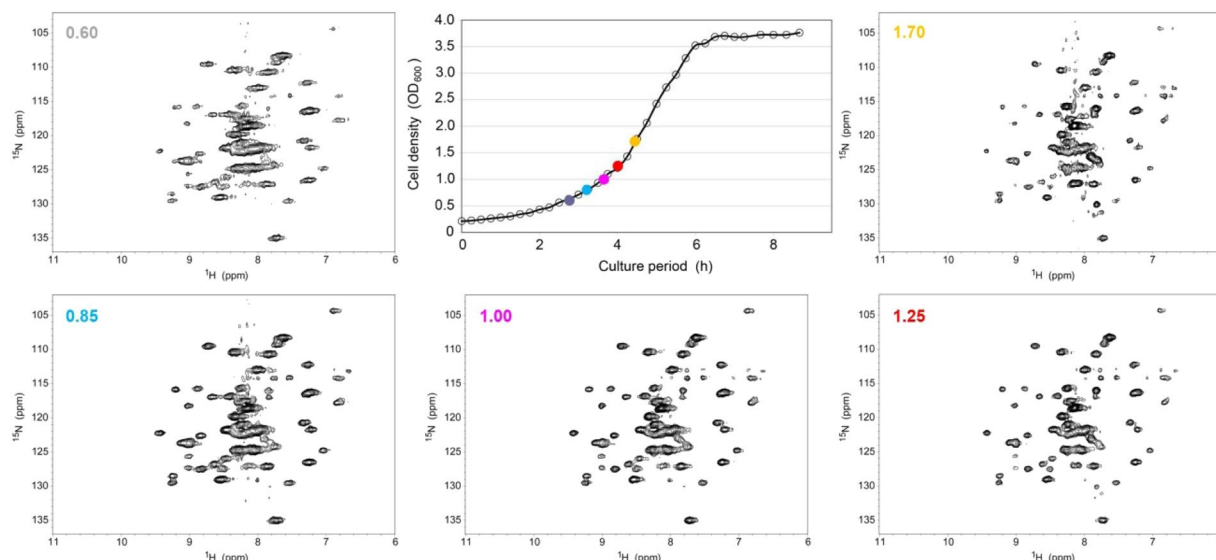 0.60
105
110
115
120
125
130
135
¹⁵N (ppm)
11 10 9 8 7 6
¹H (ppm)
4.0
3.5
3.0
2.5
2.0
1.5
1.0
0.5
0
Cell density (OD₆₀₀)
0 2 4 6 8
Culture period (h)
1.70
105
110
115
120
125
130
135
¹⁵N (ppm)
11 10 9 8 7
¹H (ppm)
0.85
105
110
115
120
125
130
135
¹⁵N (ppm)
11 10 9 8 7 6
¹H (ppm)
1.00
105
110
115
120
125
130
135
¹⁵N (ppm)
11 10 9 8 7 6
¹H (ppm)
1.25
105
110
115
120
125
130
135
¹⁵N (ppm)
11 10 9 8 7
¹H (ppm)